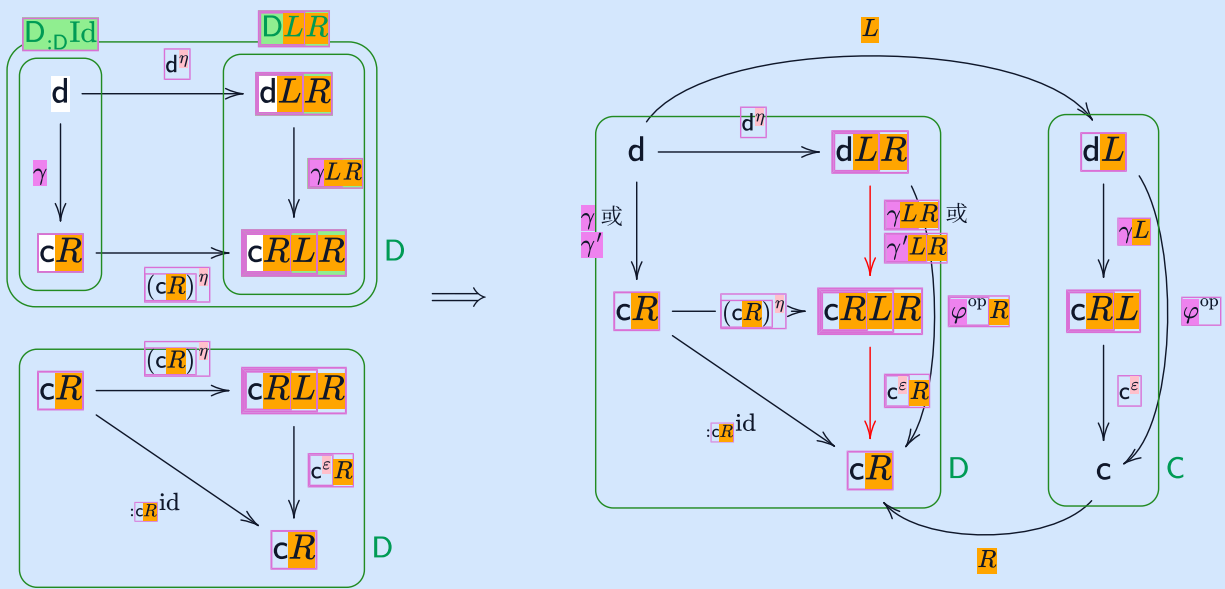 D:DId
DLR
dη
d
dLR
γ
γLR
cR
cRLR
D
(cR)η
(cR)η
cR
cRLR
:cRid
cεR
cR
D
⟹
L
dη
d
dLR
dL
γ 或
γ′
γLR 或
γ′LR
γL
cR
(cR)η
cRLR
φopR
cRL
φop
:cRid
cεR
cε
cR
D
c
C
R